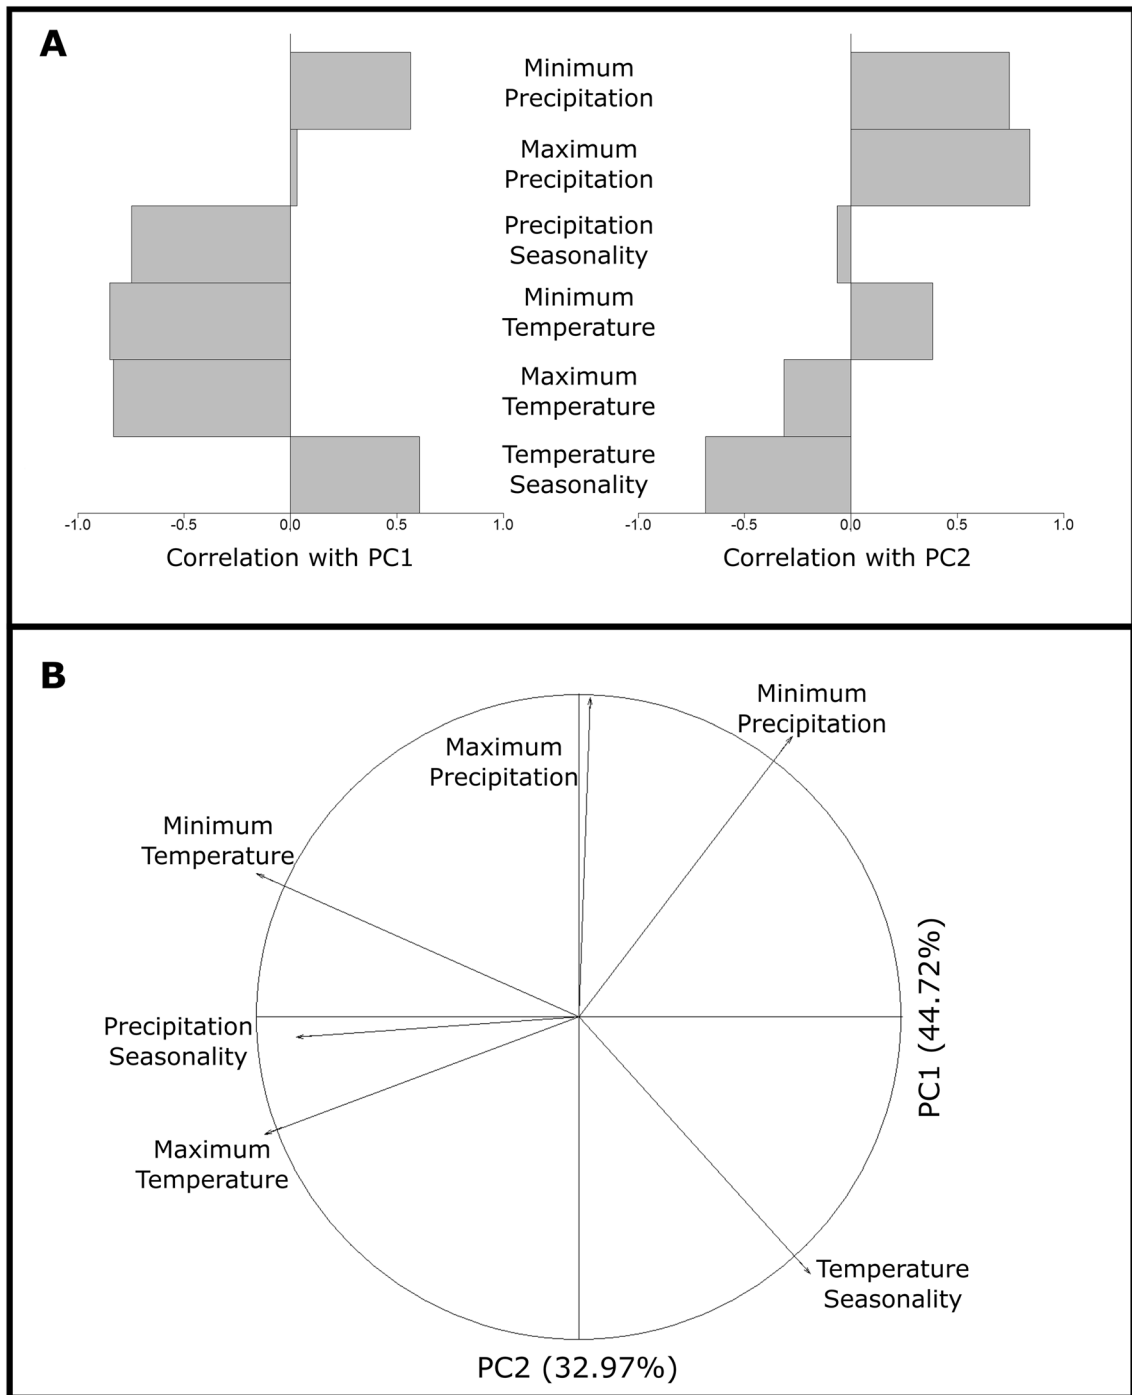 A
Minimum
Precipitation
Maximum
Precipitation
Precipitation
Seasonality
Minimum
Temperature
Maximum
Temperature
Temperature
Seasonality
-1.0 -0.5 0.0 0.5 1.0
-1.0 -0.5 0.0 0.5 1.0
Correlation with PC1
Correlation with PC2
B
Minimum
Precipitation
Maximum
Precipitation
Minimum
Temperature
Precipitation
Seasonality
PC1 (44.72%)
Maximum
Temperature
Temperature
Seasonality
PC2 (32.97%)